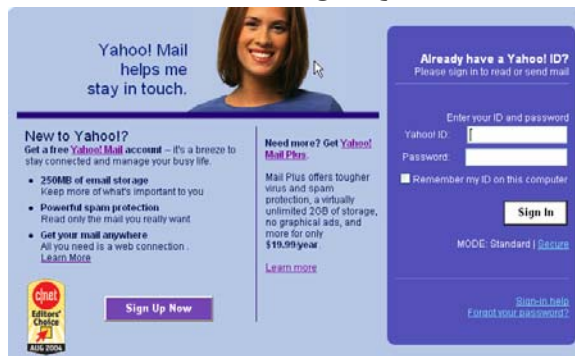 Yahoo! Mail
helps me
stay in touch.
New to Yahoo!?
Get a free Yahoo! Mail account – it's a breeze to
stay connected and manage your busy life.
• 250MB of email storage
Keep more of what's important to you
• Powerful spam protection
Read only the mail you really want
• Get your mail anywhere
All you need is a web connection .
Learn More
c|net
Editors'
Choice
AUG 2004
Sign Up Now
Need more? Get Yahoo!
Mail Plus.
Mail Plus offers tougher
virus and spam
protection, a virtually
unlimited 2GB of storage,
no graphical ads, and
more for only
$19.99/year.
Learn more
Already have a Yahoo! ID?
Please sign in to read or send mail
Enter your ID and password
Yahoo! ID:
Password:
Remember my ID on this computer
Sign In
MODE: Standard | Secure
Sign-in help
Forgot your password?